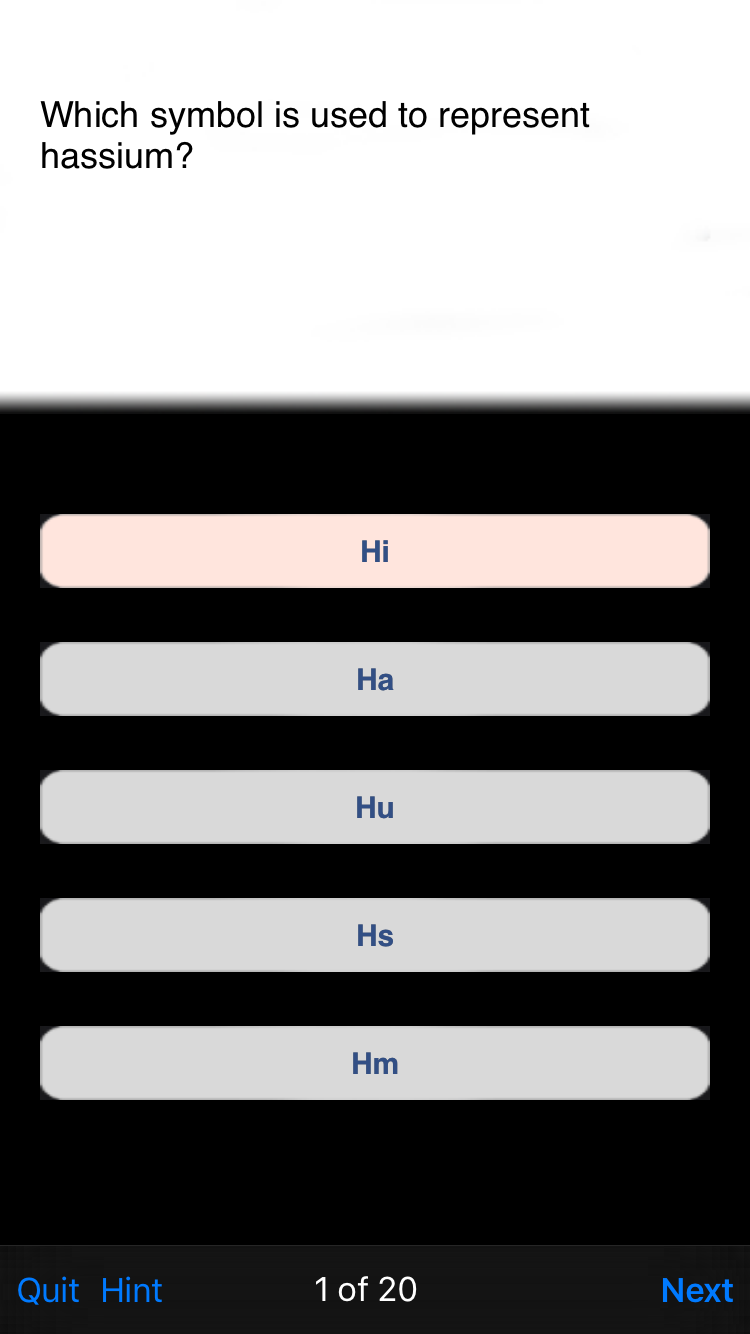 Which symbol is used to represent
hassium?
Hi
Ha
Hu
Hs
Hm
Quit Hint 1 of 20 Next